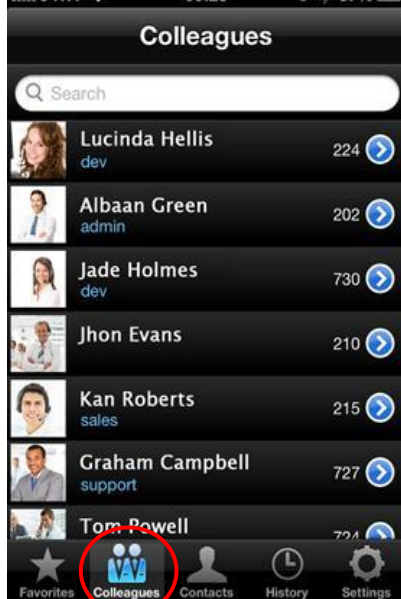 Colleagues
Search
Lucinda Hellis
dev
224
Albaan Green
admin
202
Jade Holmes
dev
730
Jhon Evans
210
Kan Roberts
sales
215
Graham Campbell
support
727
Tom Powell
724
Favorites Colleagues Contacts History Settings